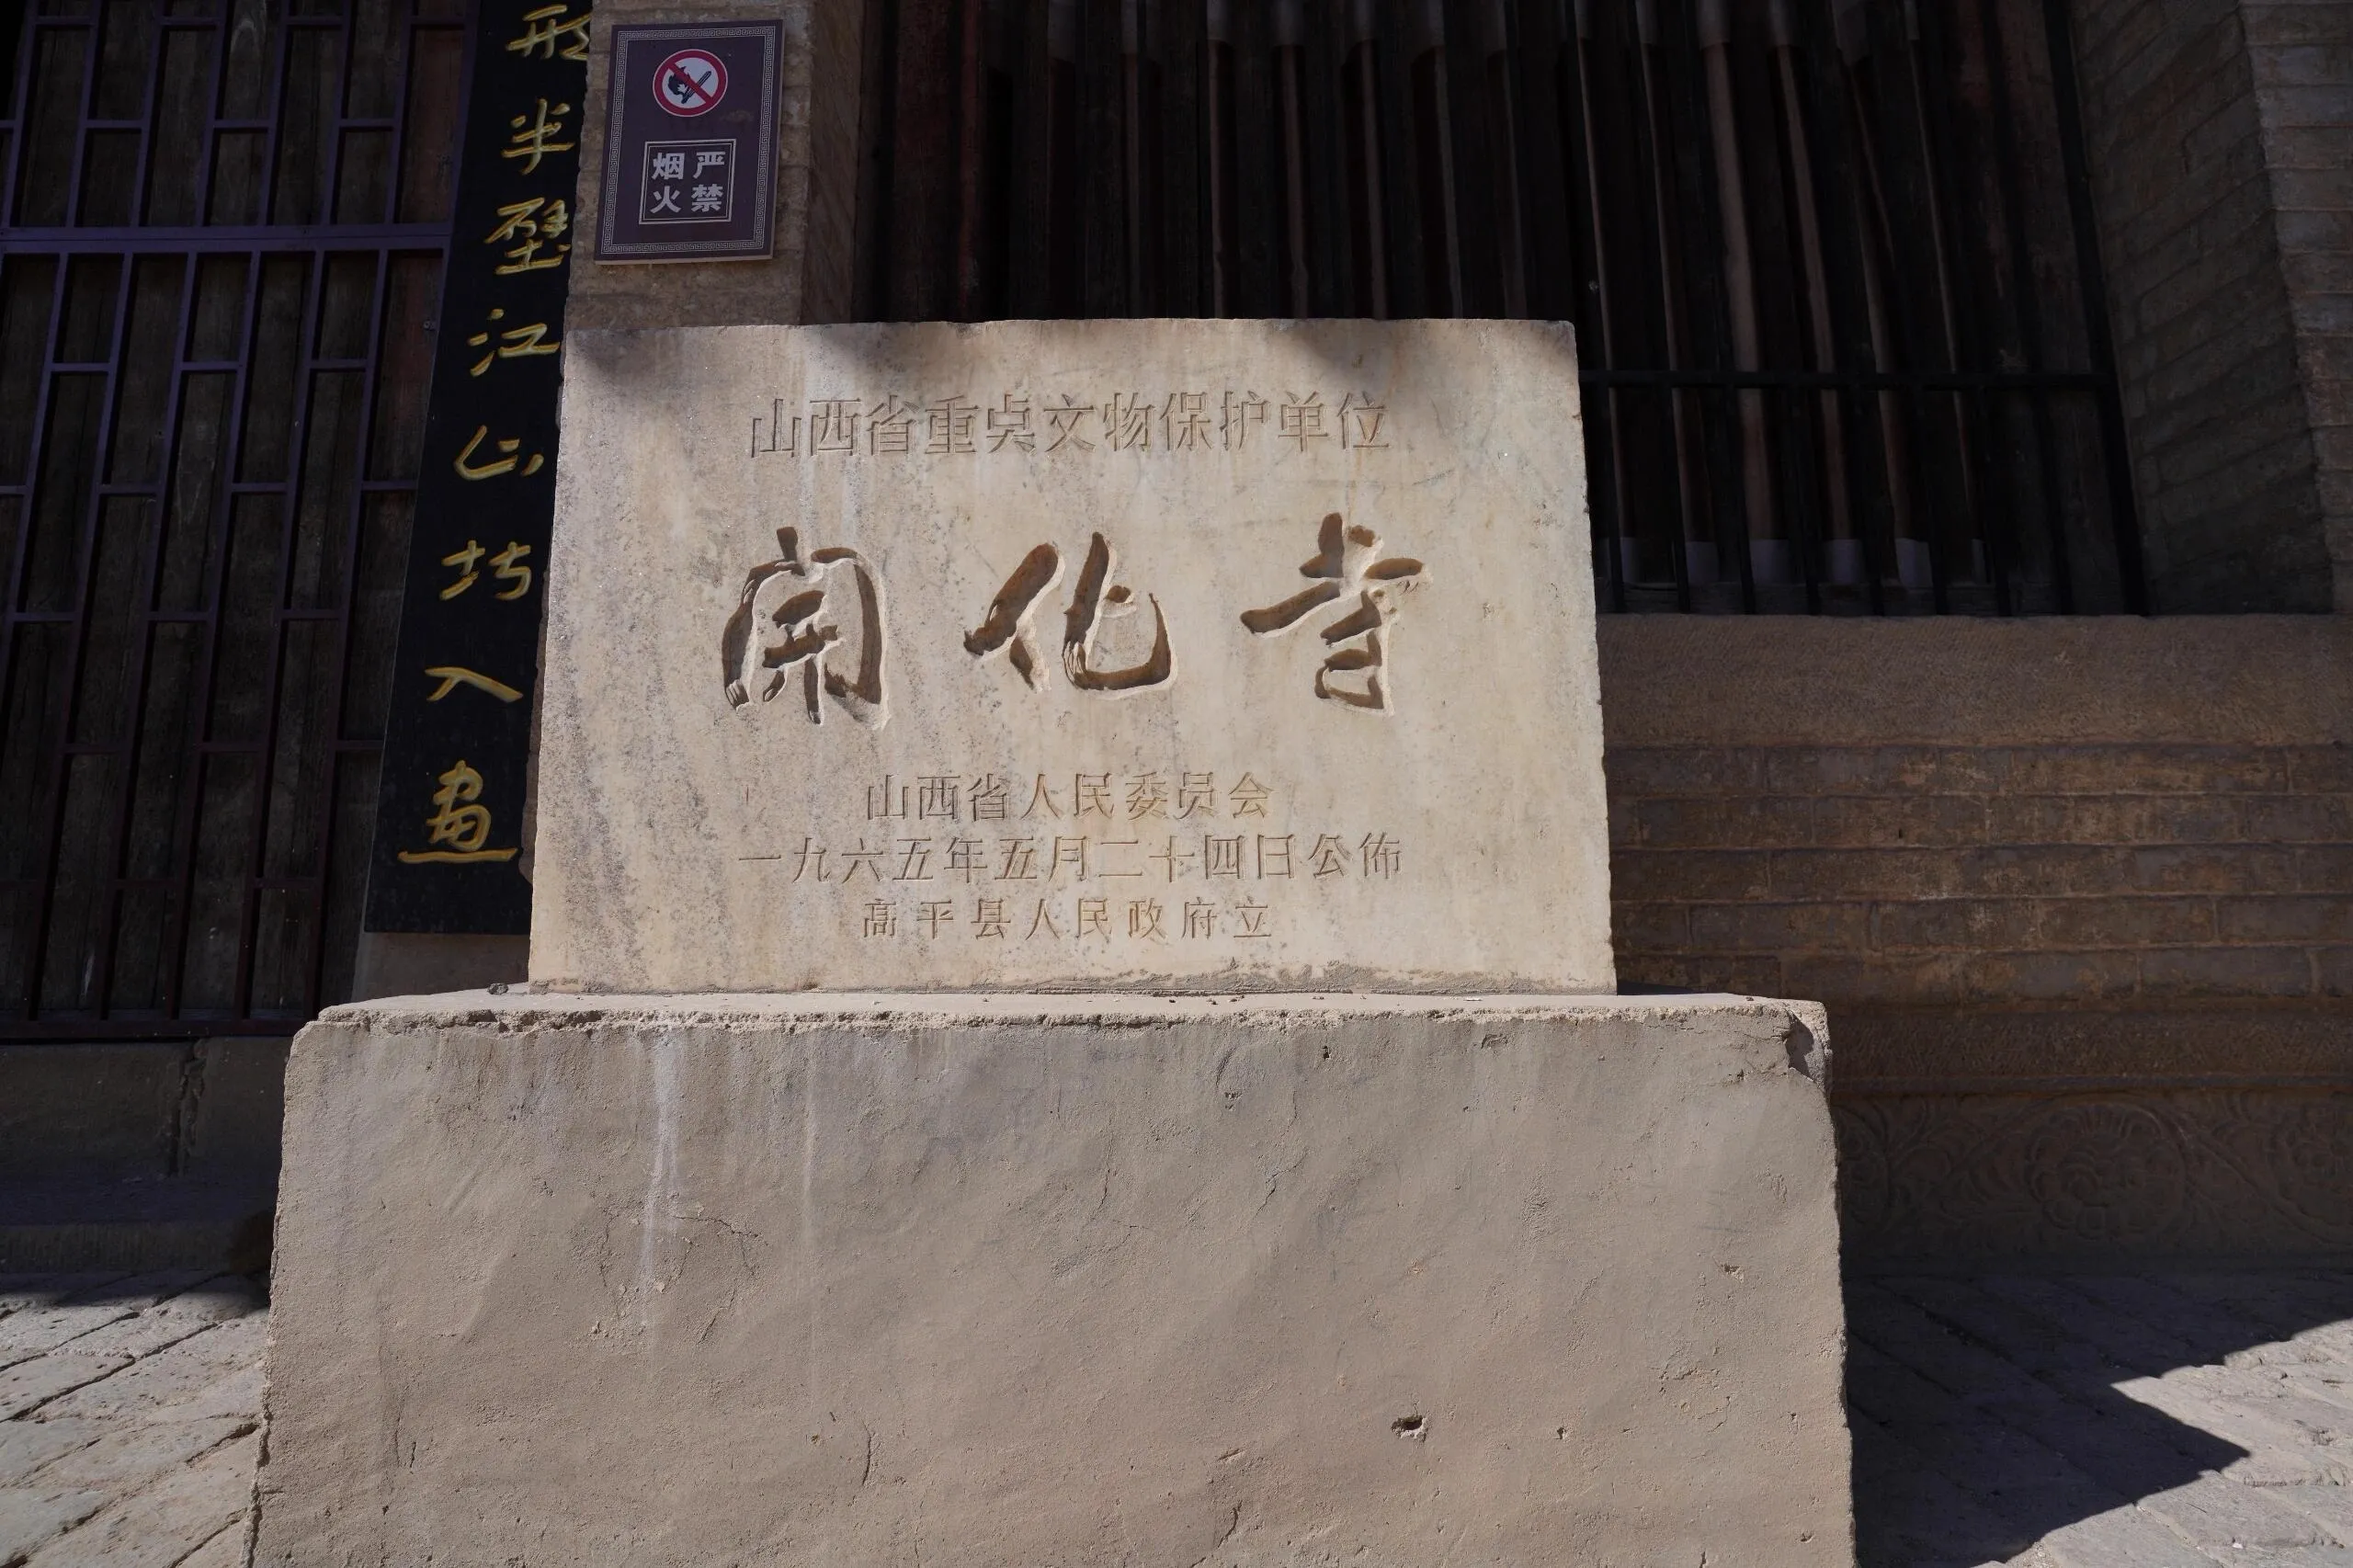 形半壁江山坊入画
严禁
烟火
山西省重点文物保护单位
開化寺
山西省人民委员会
一九六五年五月二十四日公佈
高平县人民政府立